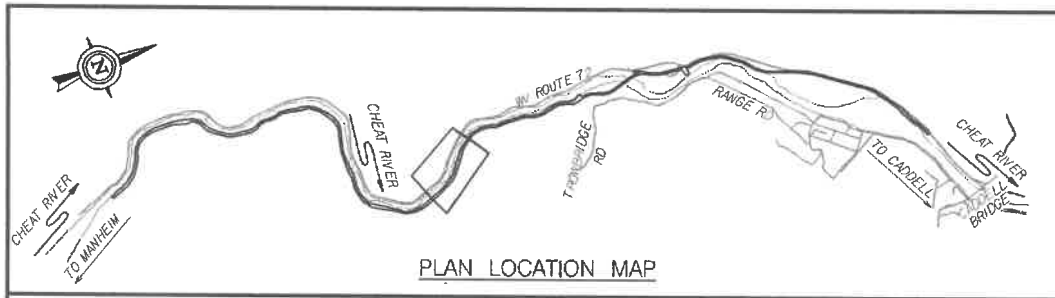 N
CHEAT RIVER
TO MANHEIM
CHEAT RIVER
WV ROUTE 72
RANGE RD
RD
TO CADDELL
CHEAT RIVER
BRIDGE
PLAN LOCATION MAP